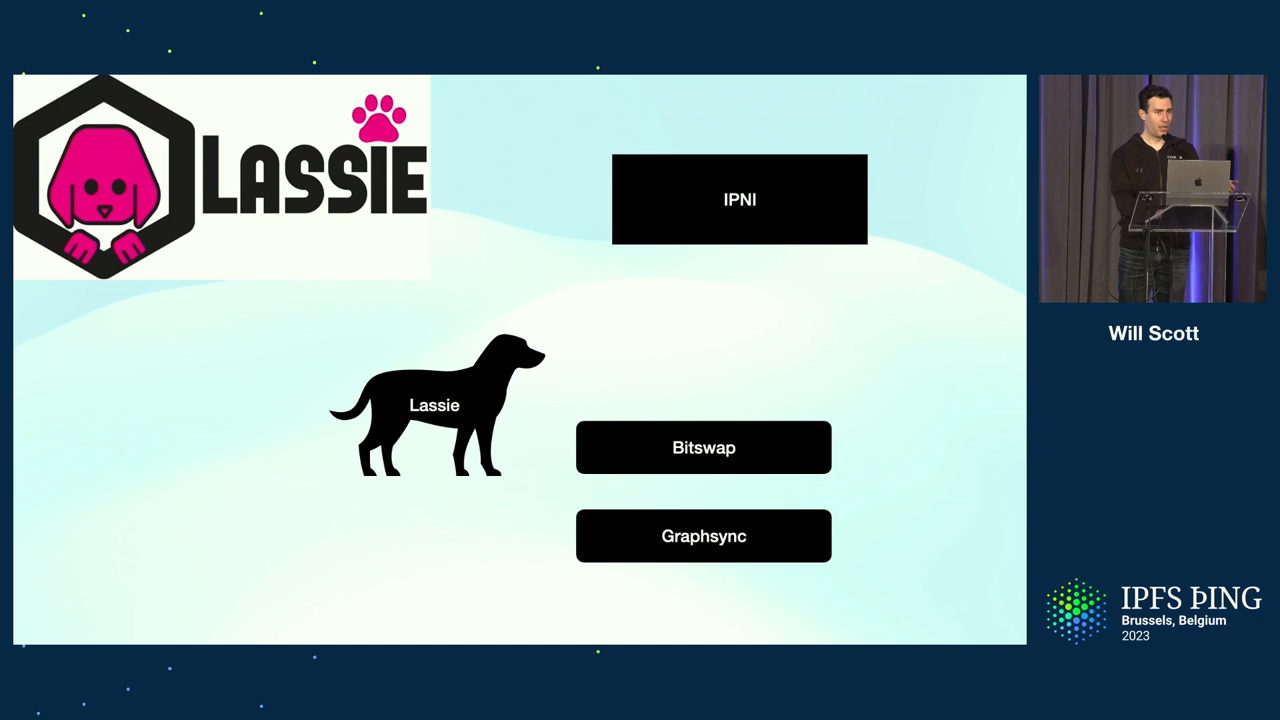 LASSIE
IPNI
Lassie
Bitswap
Graphsync
Will Scott
IPFS ÞING
Brussels, Belgium
2023